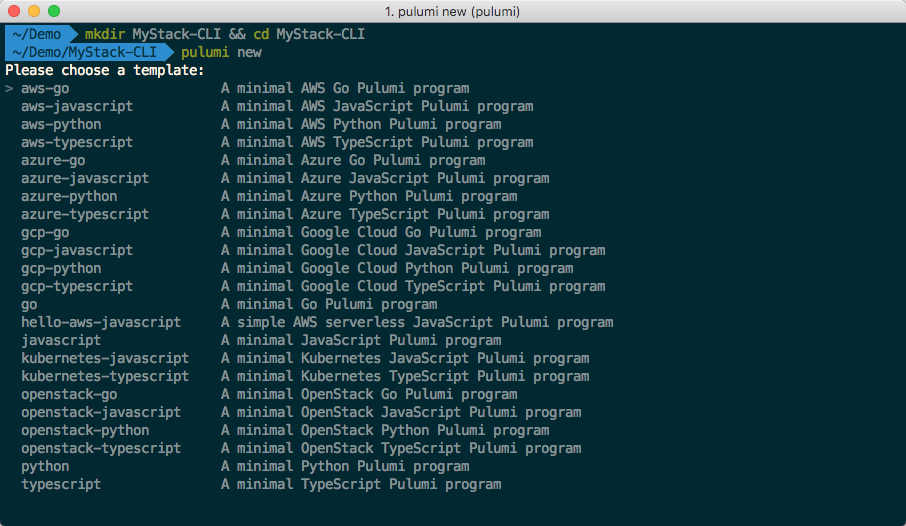 1. pulumi new (pulumi)
~/Demo mkdir MyStack-CLI && cd MyStack-CLI
~/Demo/MyStack-CLI pulumi new
Please choose a template:
> aws-go A minimal AWS Go Pulumi program
aws-javascript A minimal AWS JavaScript Pulumi program
aws-python A minimal AWS Python Pulumi program
aws-typescript A minimal AWS TypeScript Pulumi program
azure-go A minimal Azure Go Pulumi program
azure-javascript A minimal Azure JavaScript Pulumi program
azure-python A minimal Azure Python Pulumi program
azure-typescript A minimal Azure TypeScript Pulumi program
gcp-go A minimal Google Cloud Go Pulumi program
gcp-javascript A minimal Google Cloud JavaScript Pulumi program
gcp-python A minimal Google Cloud Python Pulumi program
gcp-typescript A minimal Google Cloud TypeScript Pulumi program
go A minimal Go Pulumi program
hello-aws-javascript A simple AWS serverless JavaScript Pulumi program
javascript A minimal JavaScript Pulumi program
kubernetes-javascript A minimal Kubernetes JavaScript Pulumi program
kubernetes-typescript A minimal Kubernetes TypeScript Pulumi program
openstack-go A minimal OpenStack Go Pulumi program
openstack-javascript A minimal OpenStack JavaScript Pulumi program
openstack-python A minimal OpenStack Python Pulumi program
openstack-typescript A minimal OpenStack TypeScript Pulumi program
python A minimal Python Pulumi program
typescript A minimal TypeScript Pulumi program